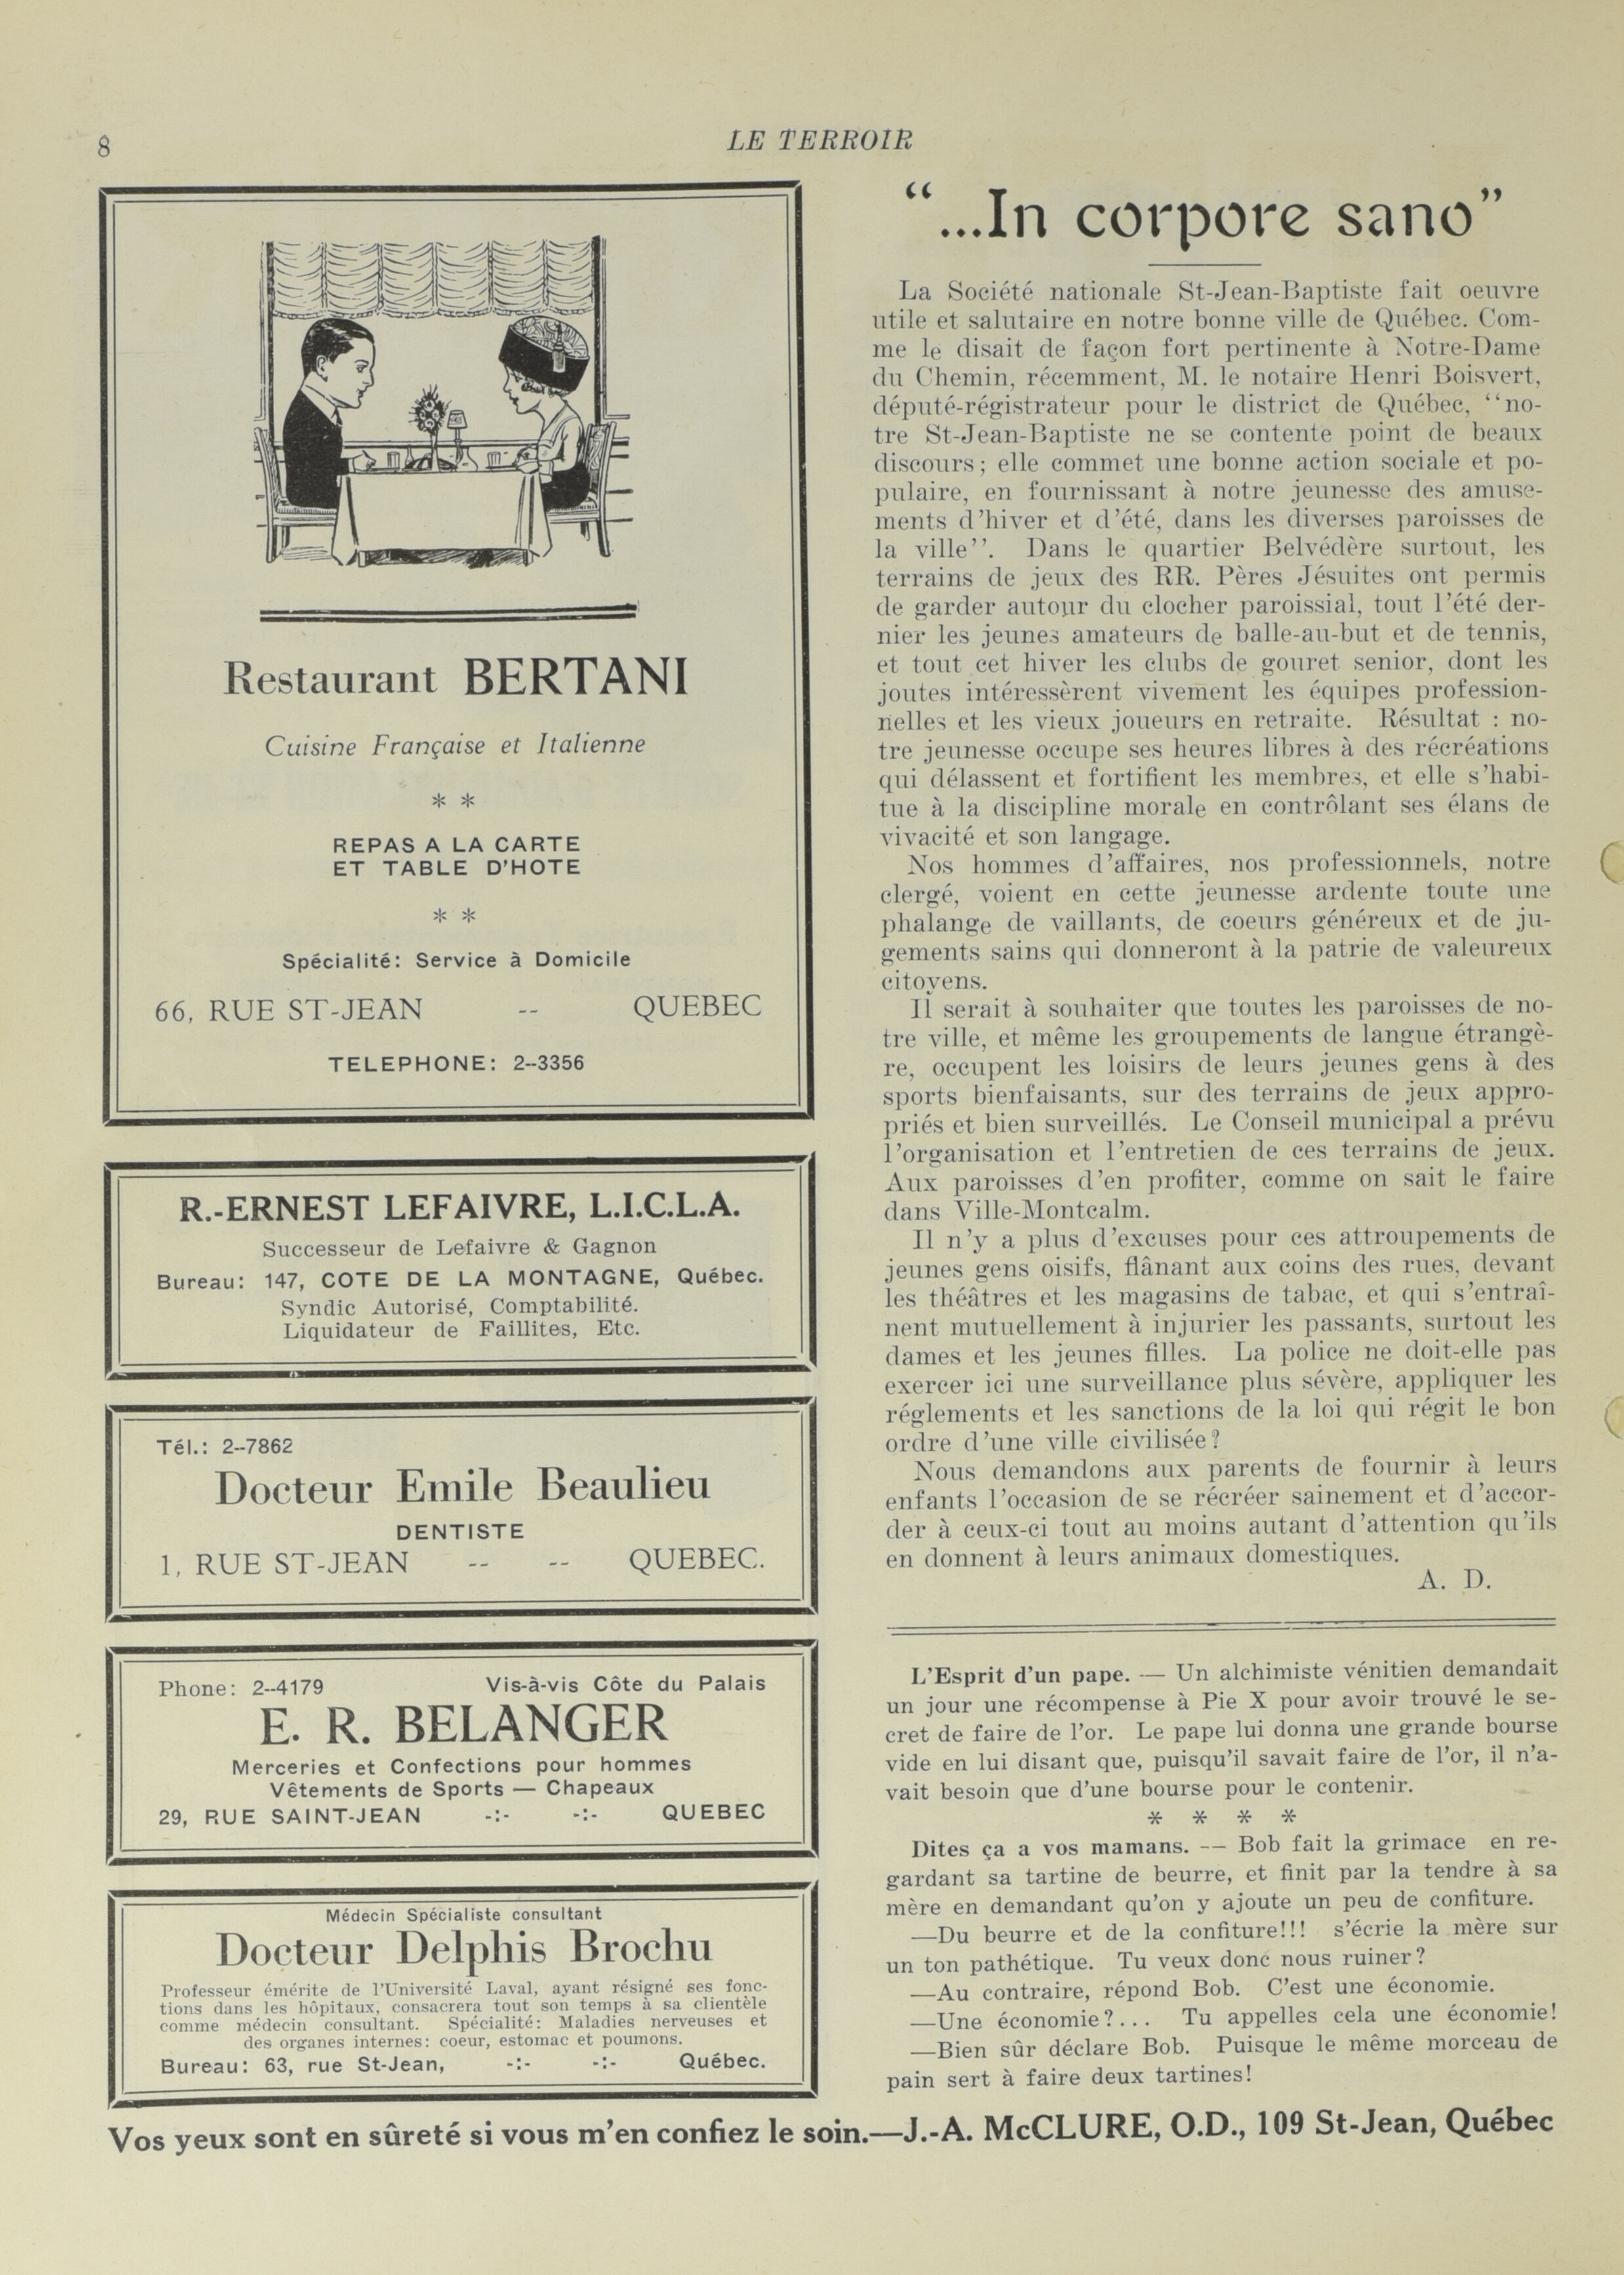 8
LE TERROIR
Restaurant BERTANI
Cuisine Française et Italienne
* *
REPAS A LA CARTE
ET TABLE D'HOTE
* *
Spécialité: Service à Domicile
66, RUE ST-JEAN -- QUEBEC
TELEPHONE: 2--3356
R.-ERNEST LEFAIVRE, L.I.C.L.A.
Successeur de Lefaivre & Gagnon
Bureau: 147, COTE DE LA MONTAGNE, Québec.
Syndic Autorisé, Comptabilité.
Liquidateur de Faillites, Etc.
Tél.: 2--7862
Docteur Emile Beaulieu
DENTISTE
1, RUE ST-JEAN -- -- QUEBEC.
Phone: 2--4179 Vis-à-vis Côte du Palais
E. R. BELANGER
Merceries et Confections pour hommes
Vêtements de Sports — Chapeaux
29, RUE SAINT-JEAN -:- -:- QUEBEC
Médecin Spécialiste consultant
Docteur Delphis Brochu
Professeur émérite de l'Université Laval, ayant résigné ses fonc-
tions dans les hôpitaux, consacrera tout son temps à sa clientèle
comme médecin consultant. Spécialité: Maladies nerveuses et
des organes internes: coeur, estomac et poumons.
Bureau: 63, rue St-Jean, -:- -:- Québec.
“...In corpore sano”
La Société nationale St-Jean-Baptiste fait oeuvre
utile et salutaire en notre bonne ville de Québec. Com-
me le disait de façon fort pertinente à Notre-Dame
du Chemin, récemment, M. le notaire Henri Boisvert,
député-régistrateur pour le district de Québec, “no-
tre St-Jean-Baptiste ne se contente point de beaux
discours; elle commet une bonne action sociale et po-
pulaire, en fournissant à notre jeunesse des amuse-
ments d'hiver et d'été, dans les diverses paroisses de
la ville”. Dans le quartier Belvédère surtout, les
terrains de jeux des RR. Pères Jésuites ont permis
de garder autour du clocher paroissial, tout l'été der-
nier les jeunes amateurs de balle-au-but et de tennis,
et tout cet hiver les clubs de gouret senior, dont les
joutes intéressèrent vivement les équipes profession-
nelles et les vieux joueurs en retraite. Résultat : no-
tre jeunesse occupe ses heures libres à des récréations
qui délassent et fortifient les membres, et elle s'habi-
tue à la discipline morale en contrôlant ses élans de
vivacité et son langage.
Nos hommes d'affaires, nos professionnels, notre
clergé, voient en cette jeunesse ardente toute une
phalange de vaillants, de coeurs généreux et de ju-
gements sains qui donneront à la patrie de valeureux
citoyens.
Il serait à souhaiter que toutes les paroisses de no-
tre ville, et même les groupements de langue étrangè-
re, occupent les loisirs de leurs jeunes gens à des
sports bienfaisants, sur des terrains de jeux appro-
priés et bien surveillés. Le Conseil municipal a prévu
l'organisation et l'entretien de ces terrains de jeux.
Aux paroisses d'en profiter, comme on sait le faire
dans Ville-Montcalm.
Il n'y a plus d'excuses pour ces attroupements de
jeunes gens oisifs, flânant aux coins des rues, devant
les théâtres et les magasins de tabac, et qui s'entraî-
nent mutuellement à injurier les passants, surtout les
dames et les jeunes filles. La police ne doit-elle pas
exercer ici une surveillance plus sévère, appliquer les
réglements et les sanctions de la loi qui régit le bon
ordre d'une ville civilisée?
Nous demandons aux parents de fournir à leurs
enfants l'occasion de se récréer sainement et d'accor-
der à ceux-ci tout au moins autant d'attention qu'ils
en donnent à leurs animaux domestiques.
A. D.
L'Esprit d'un pape. — Un alchimiste vénitien demandait
un jour une récompense à Pie X pour avoir trouvé le se-
cret de faire de l'or. Le pape lui donna une grande bourse
vide en lui disant que, puisqu'il savait faire de l'or, il n'a-
vait besoin que d'une bourse pour le contenir.
* * * *
Dites ça a vos mamans. -- Bob fait la grimace en re-
gardant sa tartine de beurre, et finit par la tendre à sa
mère en demandant qu'on y ajoute un peu de confiture.
—Du beurre et de la confiture!!! s'écrie la mère sur
un ton pathétique. Tu veux donc nous ruiner?
—Au contraire, répond Bob. C'est une économie.
—Une économie?... Tu appelles cela une économie!
—Bien sûr déclare Bob. Puisque le même morceau de
pain sert à faire deux tartines!
Vos yeux sont en sûreté si vous m'en confiez le soin.—J.-A. McCLURE, O.D., 109 St-Jean, Québec